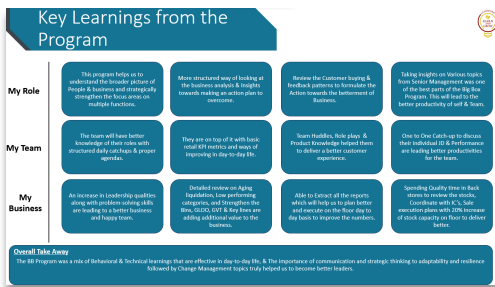 Key Learnings from the
Program
My Role
This program helps us to
understand the broader picture of
People & business and strategically
strengthen the focus areas on
multiple functions.
More structured way of looking at
the business analysis & Insights
towards making an action plan to
overcome.
Review the Customer buying &
feedback patterns to formulate the
Action towards the betterment of
Business.
Taking insights on Various topics
from Senior Management was one
of the best parts of the Big Box
Program. This will lead to the
better productivity of self & Team.
My Team
The team will have better
knowledge of their roles with
structured daily catchups & proper
agendas.
They are on top of it with basic
retail KPI metrics and ways of
improving in day-to-day life.
Team Huddles, Role plays &
Product Knowledge helped them
to deliver a better customer
experience.
One to One Catch-up to discuss
their individual JD & Performance
are leading to better productivities
for the team.
My
Business
An increase in Leadership qualities
along with problem-solving skills
are leading to a better business
and happy team.
Detailed review on Aging
liquidation, Low performing
categories, and Strengthen the
Bins, GLOD, GVT & Key lines are
adding additional value to the
business.
Able to Extract all the reports
which will help us to plan better
and execute on the floor day to
day basis to improve the numbers.
Spending Quality time in Back
stores to review the stocks,
Coordinate with IC's, Sale
execution plans with 20% increase
of stock capacity on floor to deliver
better.
Overall Take Away
The BB Program was a mix of Behavioral & Technical learnings that are effective in day-to-day life, & The importance of communication and strategic thinking to adaptability and resilience
followed by Change Management topics truly helped us to become better leaders.